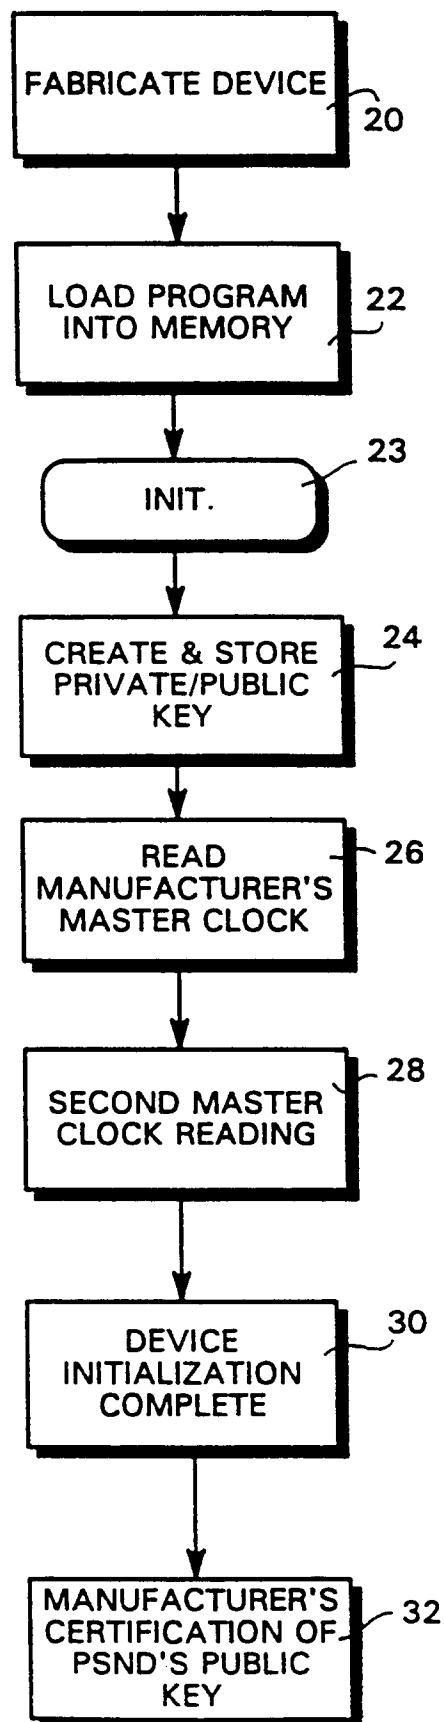 FABRICATE DEVICE
20
LOAD PROGRAM
INTO MEMORY
22
23
INIT.
24
CREATE & STORE
PRIVATE/PUBLIC
KEY
26
READ
MANUFACTURER'S
MASTER CLOCK
28
SECOND MASTER
CLOCK READING
30
DEVICE
INITIALIZATION
COMPLETE
MANUFACTURER'S
CERTIFICATION OF
PSND'S PUBLIC
KEY
32